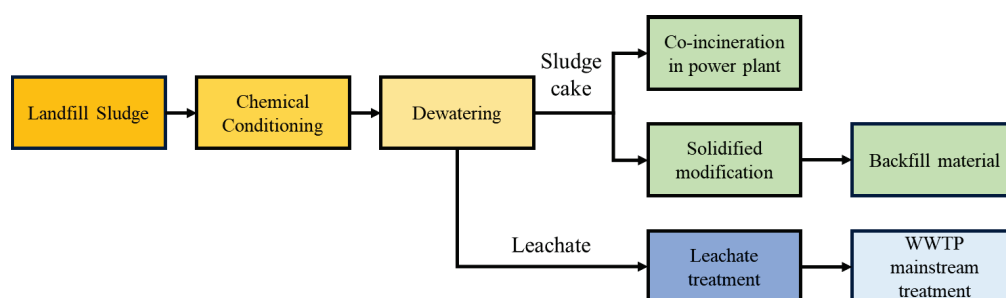 Landfill Sludge
Chemical
Conditioning
Dewatering
Sludge
cake
Co-incineration
in power plant
Solidified
modification
Backfill material
Leachate
Leachate
treatment
WWTP
mainstream
treatment